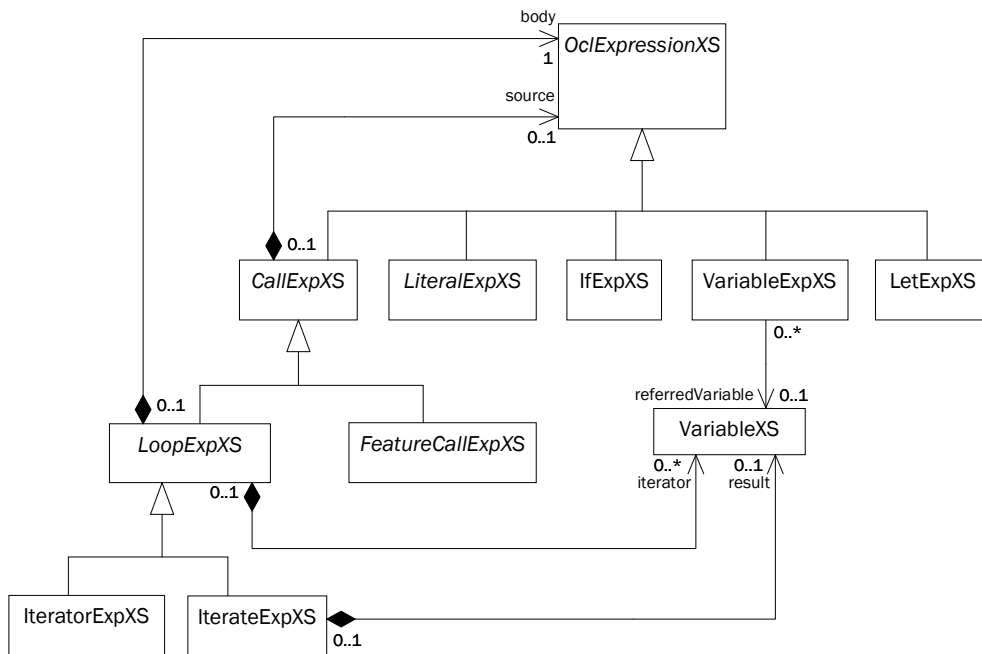 body
OclExpressionXS
1
source
0..1
0..1
CallExpXS
LiteralExpXS
IfExpXS
VariableExpXS
LetExpXS
0..*
referredVariable
0..1
0..1
LoopExpXS
FeatureCallExpXS
VariableXS
0..1
0..*
0..1
iterator
result
IteratorExpXS
IterateExpXS
0..1